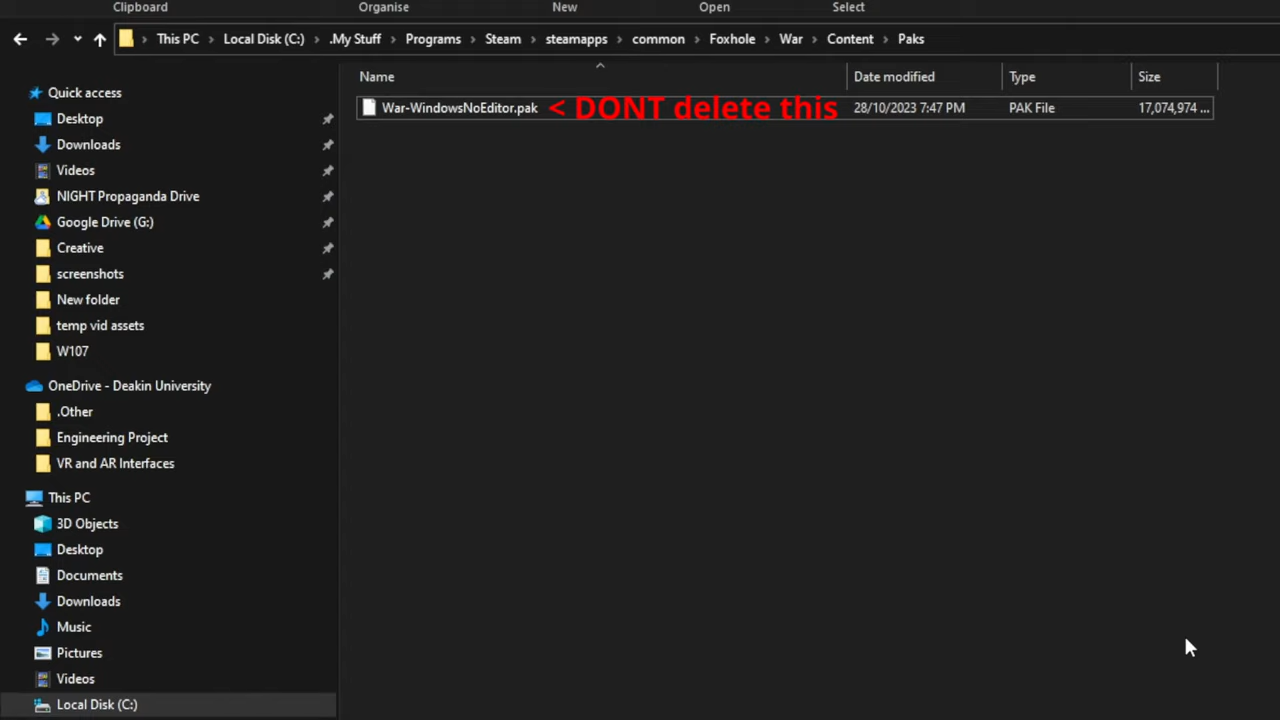 Clipboard Organise New Open Select
This PC Local Disk (C:) .My Stuff Programs Steam steamapps common Foxhole War Content Paks
Name Date modified Type Size
War-WindowsNoEditor.pak < DONT delete this 28/10/2023 7:47 PM PAK File 17,074,974 ...
Quick access
Desktop
Downloads
Videos
NIGHT Propaganda Drive
Google Drive (G:)
Creative
screenshots
New folder
temp vid assets
W107
OneDrive - Deakin University
.Other
Engineering Project
VR and AR Interfaces
This PC
3D Objects
Desktop
Documents
Downloads
Music
Pictures
Videos
Local Disk (C:)